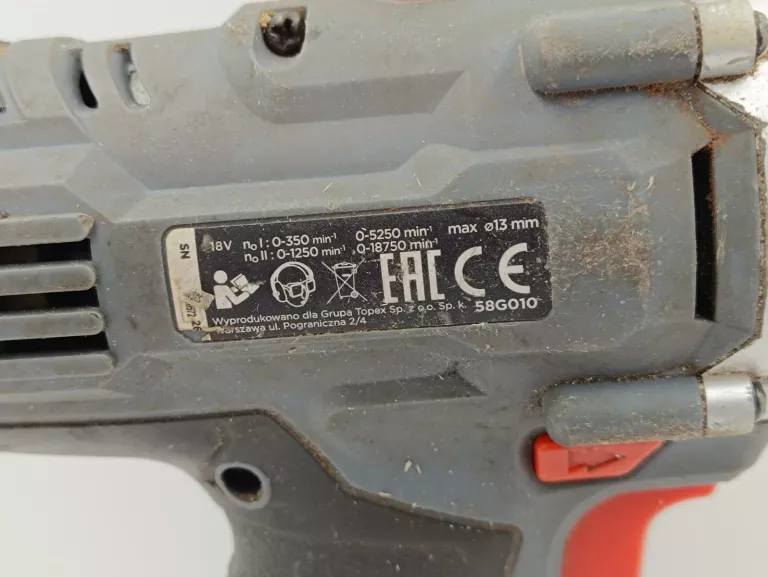 SN
18V n₀ I : 0-350 min⁻¹ 0-5250 min⁻¹ max ø13 mm
n₀ II : 0-1250 min⁻¹ , 0-18750 min⁻¹
EAC CE
58G010
Wyprodukowano dla Grupa Topex Sp. z o.o. Sp. k.
Warszawa ul. Pograniczna 2/4